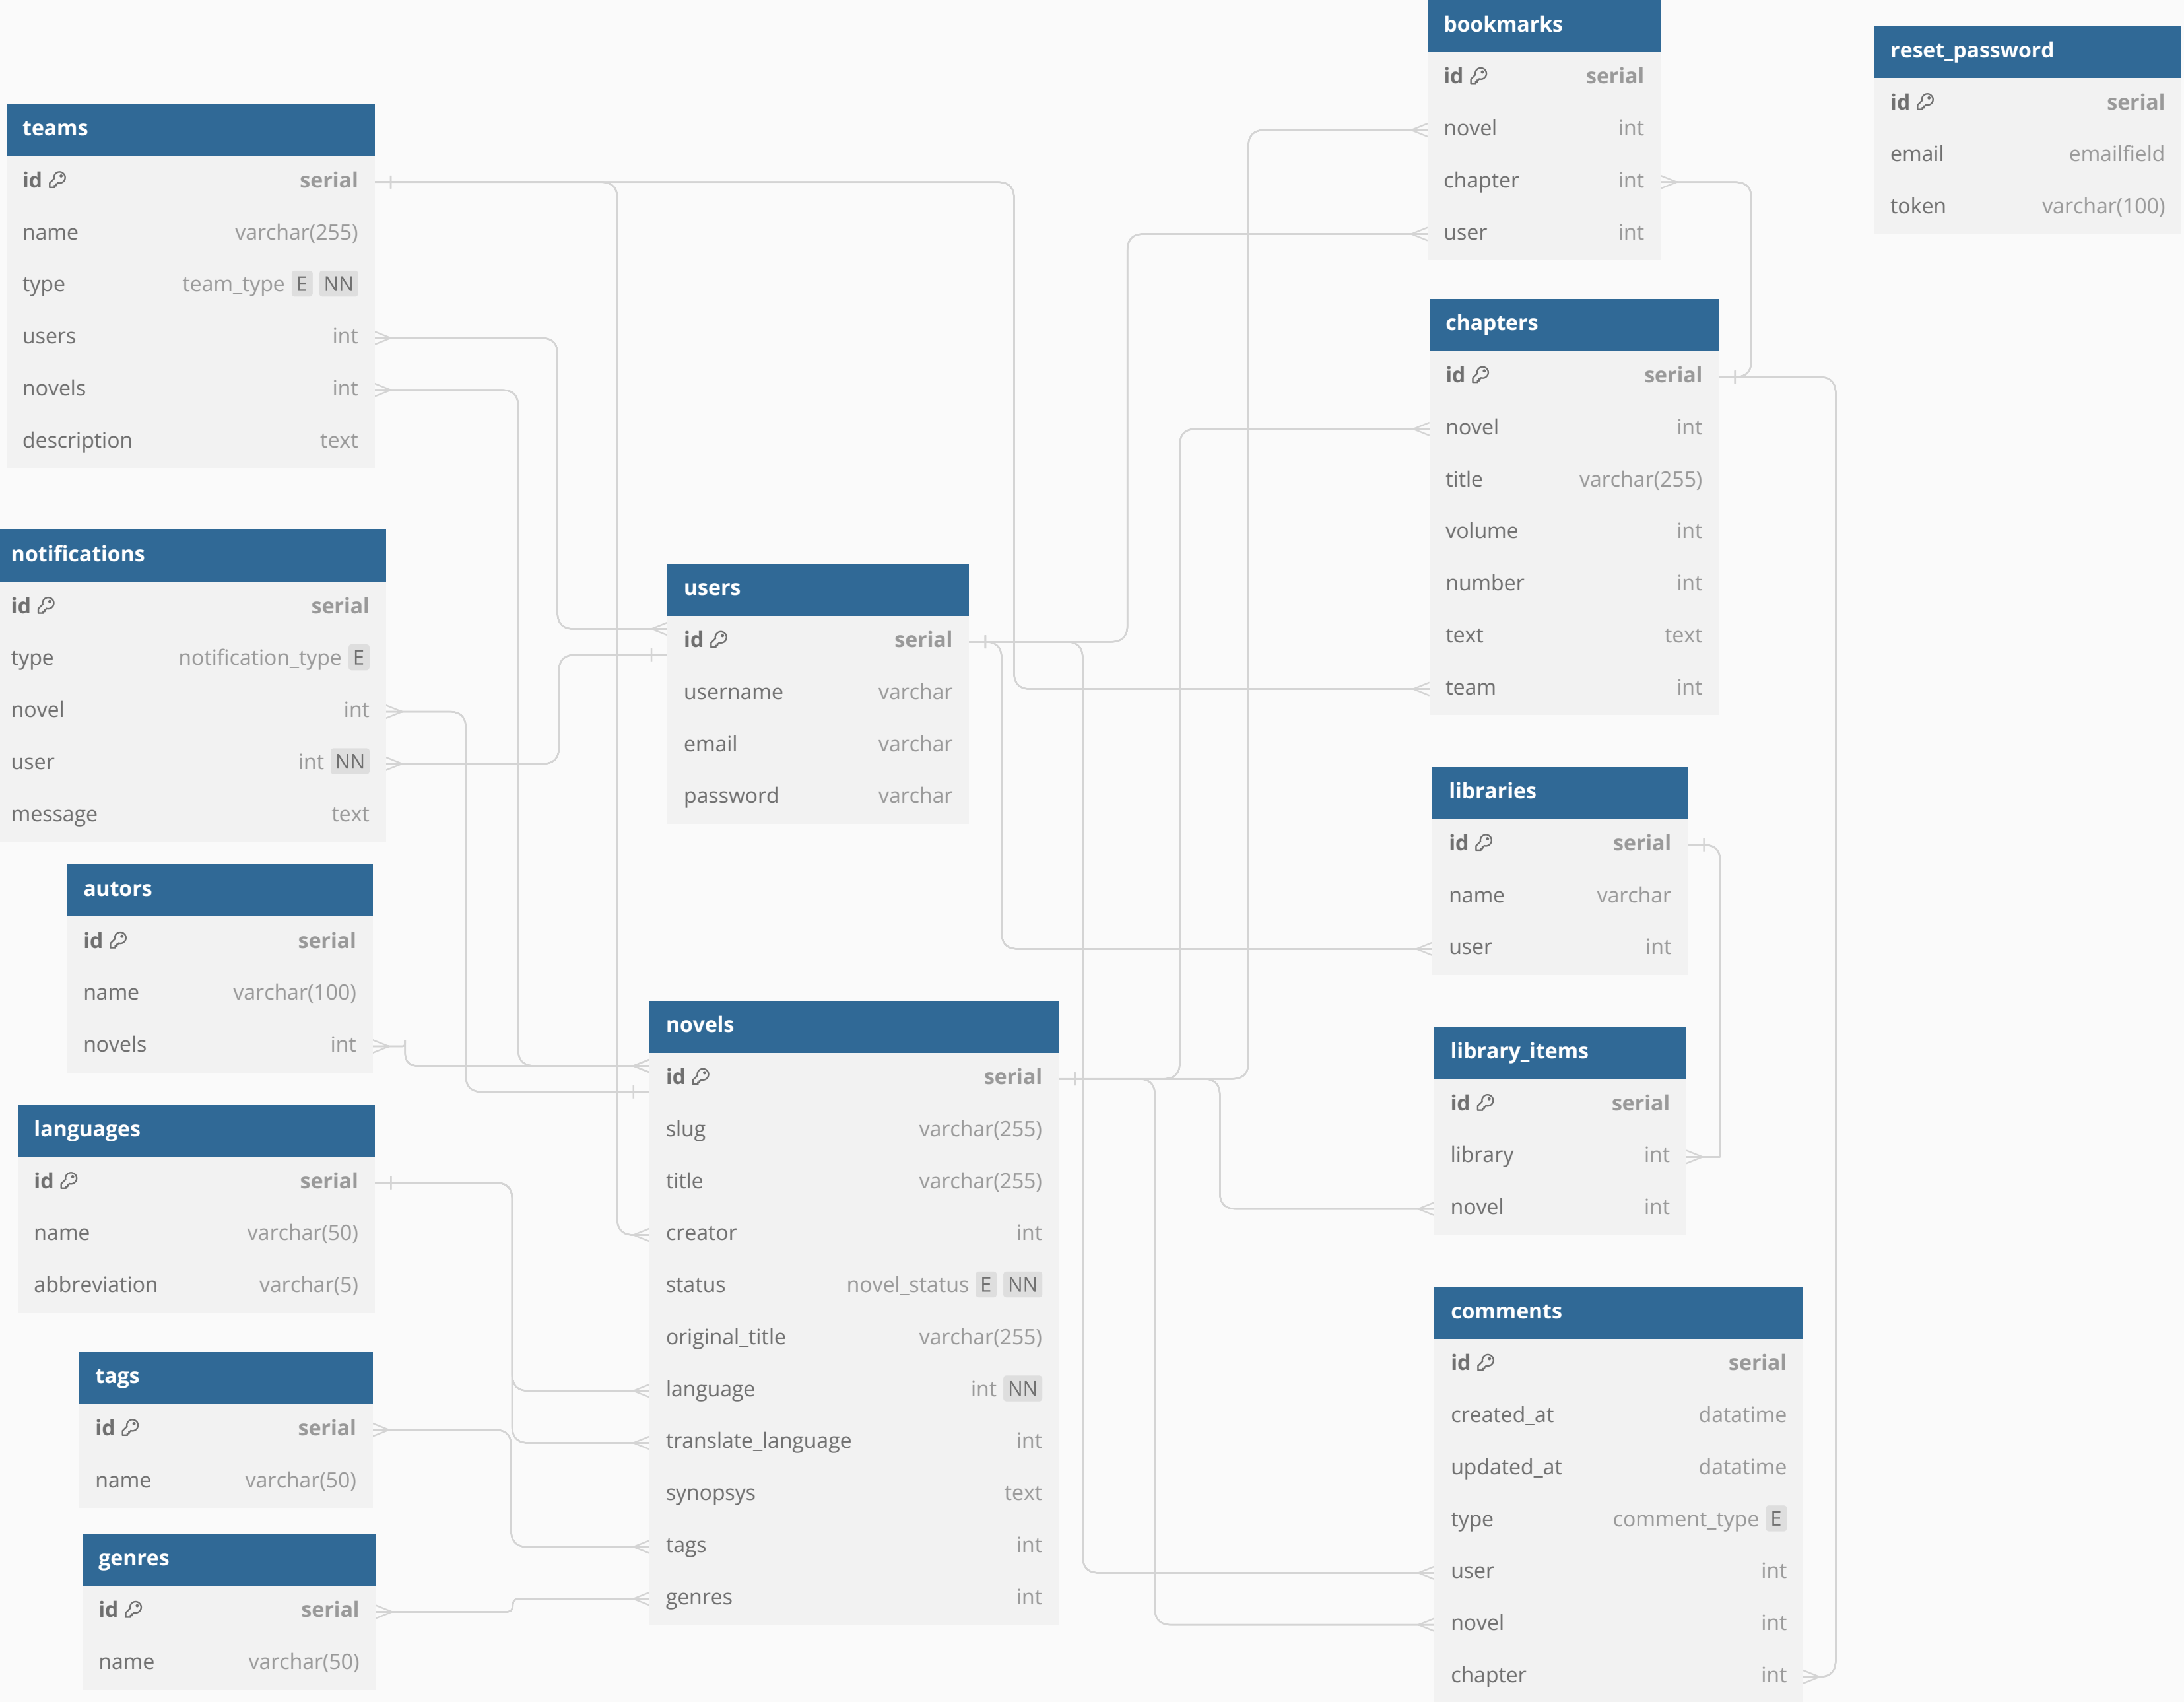 teams
id serial
name varchar(255)
type team_type E NN
users int
novels int
description text
notifications
id serial
type notification_type E
novel int
user int NN
message text
autors
id serial
name varchar(100)
novels int
languages
id serial
name varchar(50)
abbreviation varchar(5)
tags
id serial
name varchar(50)
genres
id serial
name varchar(50)
users
id serial
username varchar
email varchar
password varchar
novels
id serial
slug varchar(255)
title varchar(255)
creator int
status novel_status E NN
original_title varchar(255)
language int NN
translate_language int
synopsys text
tags int
genres int
bookmarks
id serial
novel int
chapter int
user int
chapters
id serial
novel int
title varchar(255)
volume int
number int
text text
team int
libraries
id serial
name varchar
user int
library_items
id serial
library int
novel int
comments
id serial
created_at datatime
updated_at datatime
type comment_type E
user int
novel int
chapter int
reset_password
id serial
email emailfield
token varchar(100)